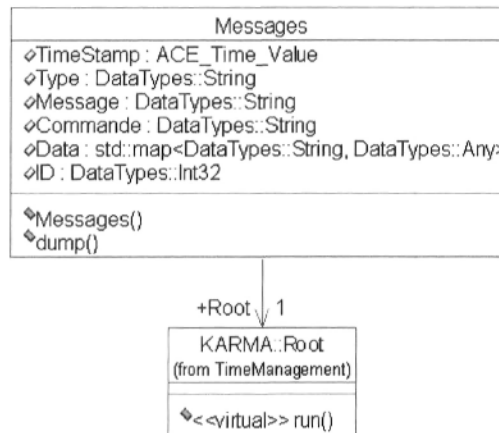 Messages
TimeStamp : ACE_Time_Value
Type : DataTypes::String
Message : DataTypes::String
Commande : DataTypes::String
Data : std::map<DataTypes::String, DataTypes::Any>
ID : DataTypes::Int32
Messages()
dump()
+Root 1
KARMA::Root
(from TimeManagement)
<<virtual>> run()